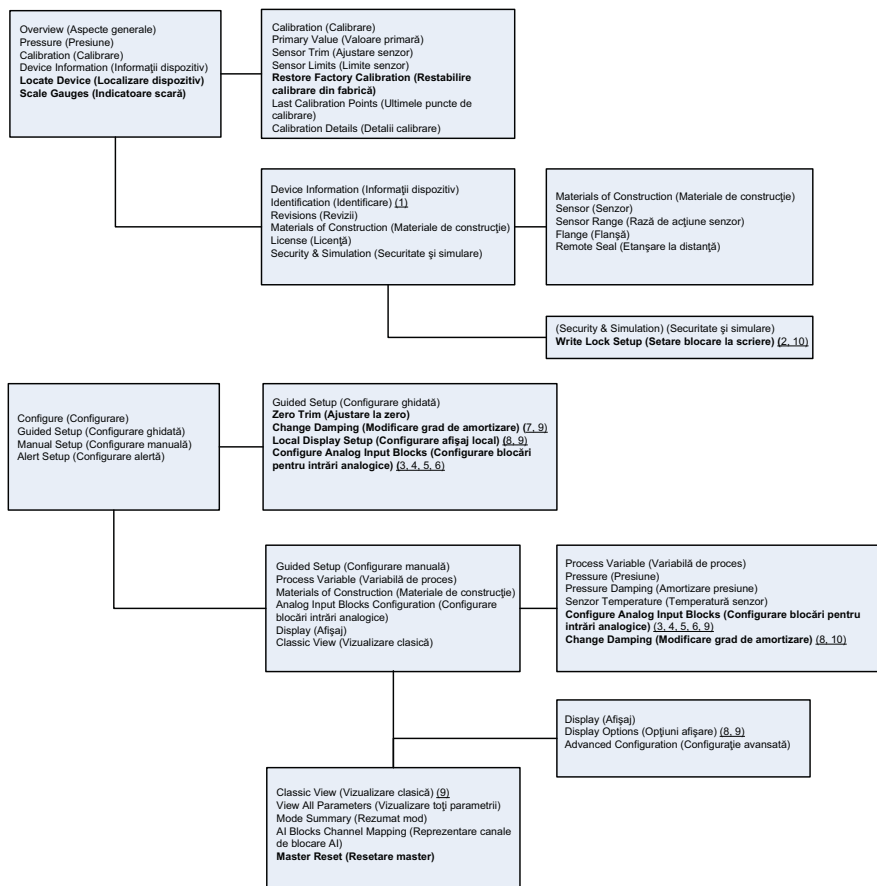 Overview (Aspecte generale)
Pressure (Presiune)
Calibration (Calibrare)
Device Information (Informaţii dispozitiv)
Locate Device (Localizare dispozitiv)
Scale Gauges (Indicatoare scară)
Calibration (Calibrare)
Primary Value (Valoare primară)
Sensor Trim (Ajustare senzor)
Sensor Limits (Limite senzor)
Restore Factory Calibration (Restabilire
calibrare din fabrică)
Last Calibration Points (Ultimele puncte de
calibrare)
Calibration Details (Detalii calibrare)
Device Information (Informaţii dispozitiv)
Identification (Identificare) (1)
Revisions (Revizii)
Materials of Construction (Materiale de construcţie)
License (Licenţă)
Security & Simulation (Securitate şi simulare)
Materials of Construction (Materiale de construcţie)
Sensor (Senzor)
Sensor Range (Rază de acţiune senzor)
Flange (Flanşă)
Remote Seal (Etanşare la distanţă)
(Security & Simulation) (Securitate şi simulare)
Write Lock Setup (Setare blocare la scriere) (2, 10)
Configure (Configurare)
Guided Setup (Configurare ghidată)
Manual Setup (Configurare manuală)
Alert Setup (Configurare alertă)
Guided Setup (Configurare ghidată)
Zero Trim (Ajustare la zero)
Change Damping (Modificare grad de amortizare) (7, 9)
Local Display Setup (Configurare afişaj local) (8, 9)
Configure Analog Input Blocks (Configurare blocări
pentru intrări analogice) (3, 4, 5, 6)
Guided Setup (Configurare manuală)
Process Variable (Variabilă de proces)
Materials of Construction (Materiale de construcţie)
Analog Input Blocks Configuration (Configurare
blocări intrări analogice)
Display (Afişaj)
Classic View (Vizualizare clasică)
Process Variable (Variabilă de proces)
Pressure (Presiune)
Pressure Damping (Amortizare presiune)
Senzor Temperature (Temperatură senzor)
Configure Analog Input Blocks (Configurare blocări pentru
intrări analogice) (3, 4, 5, 6, 9)
Change Damping (Modificare grad de amortizare) (8, 10)
Display (Afişaj)
Display Options (Opţiuni afişare) (8, 9)
Advanced Configuration (Configuraţie avansată)
Classic View (Vizualizare clasică) (9)
View All Parameters (Vizualizare toţi parametrii)
Mode Summary (Rezumat mod)
AI Blocks Channel Mapping (Reprezentare canale
de blocare AI)
Master Reset (Resetare master)